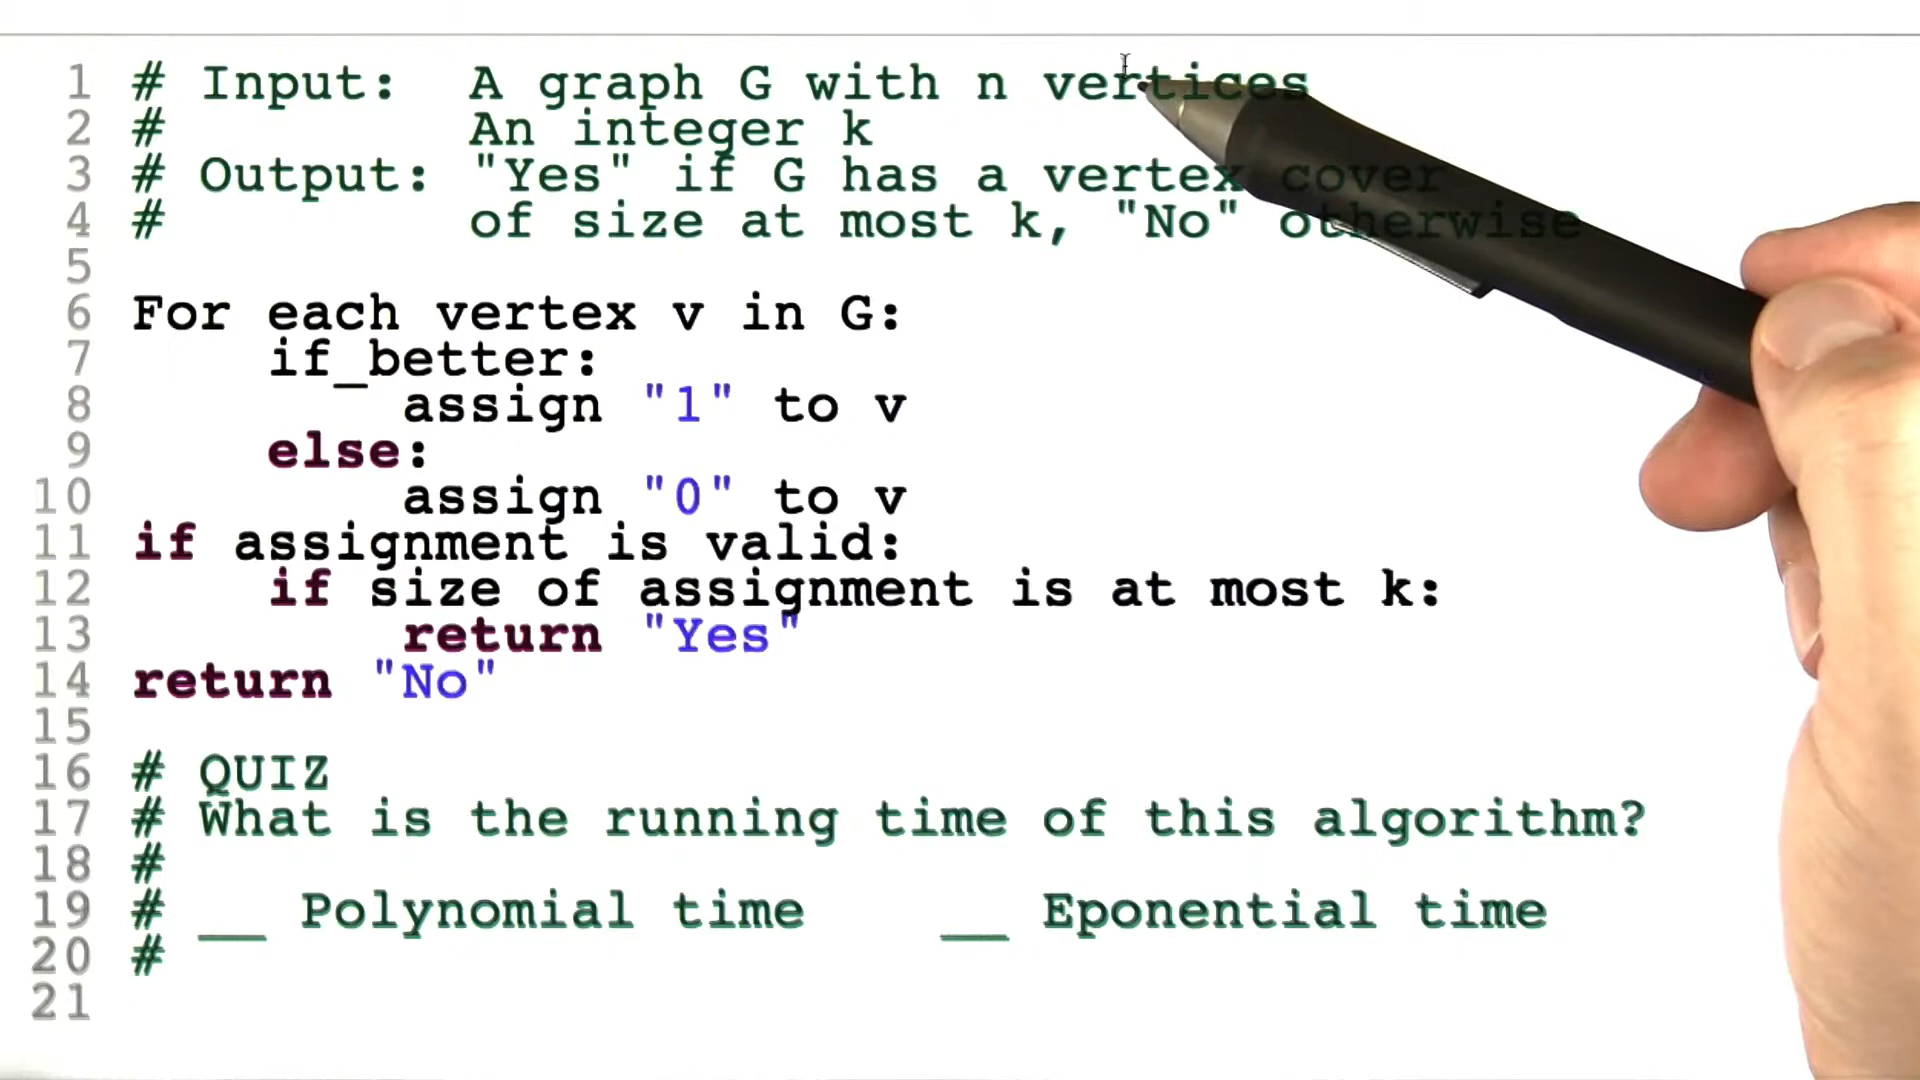 1 # Input: A graph G with n vertices
2 # An integer k
3 # Output: "Yes" if G has a vertex cover
4 # of size at most k, "No" otherwise
5
6 For each vertex v in G:
7 if_better:
8 assign "1" to v
9 else:
10 assign "0" to v
11 if assignment is valid:
12 if size of assignment is at most k:
13 return "Yes"
14 return "No"
15
16 # QUIZ
17 # What is the running time of this algorithm?
18 #
19 # __ Polynomial time __ Eponential time
20 #
21